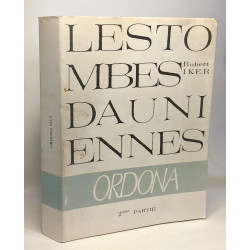 LESTO
MBES
Robert
IKER
DAUNI
ENNES
ORDONA
2ème PARTIE